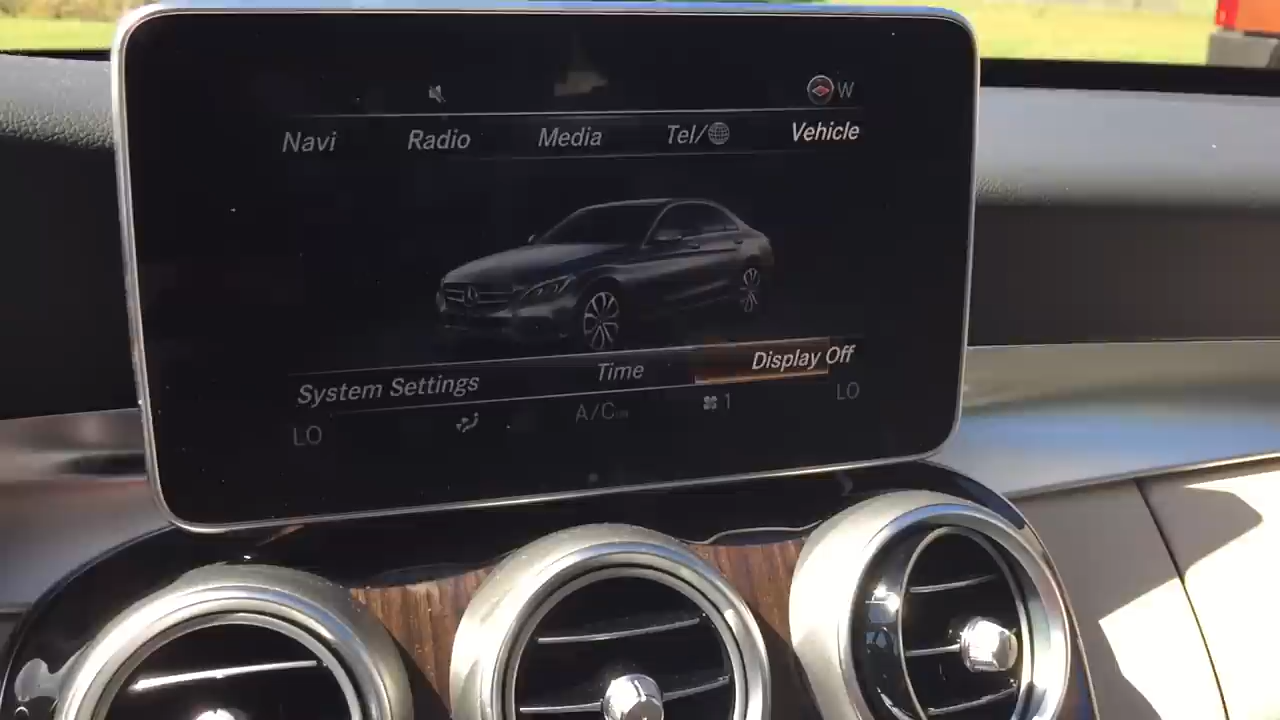 W
Navi Radio Media Tel/ Vehicle
System Settings Time Display Off
LO A/C 1 LO